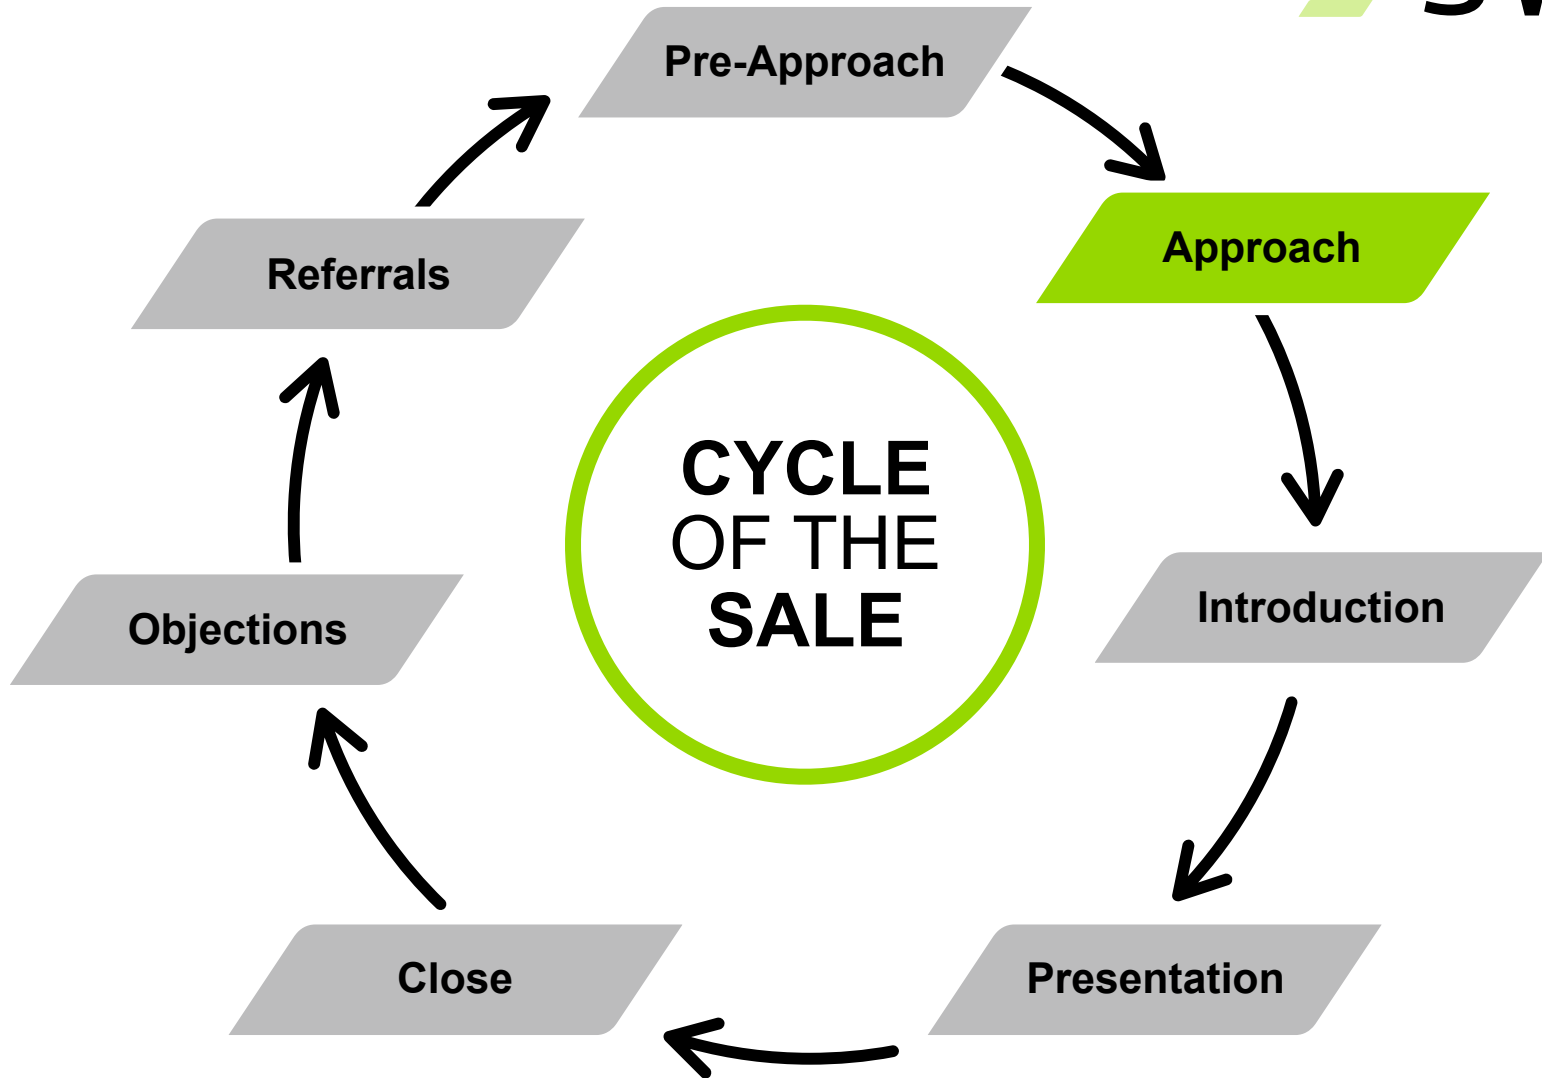 Pre-Approach
Approach
Referrals
CYCLE
OF THE
SALE
Introduction
Objections
Presentation
Close